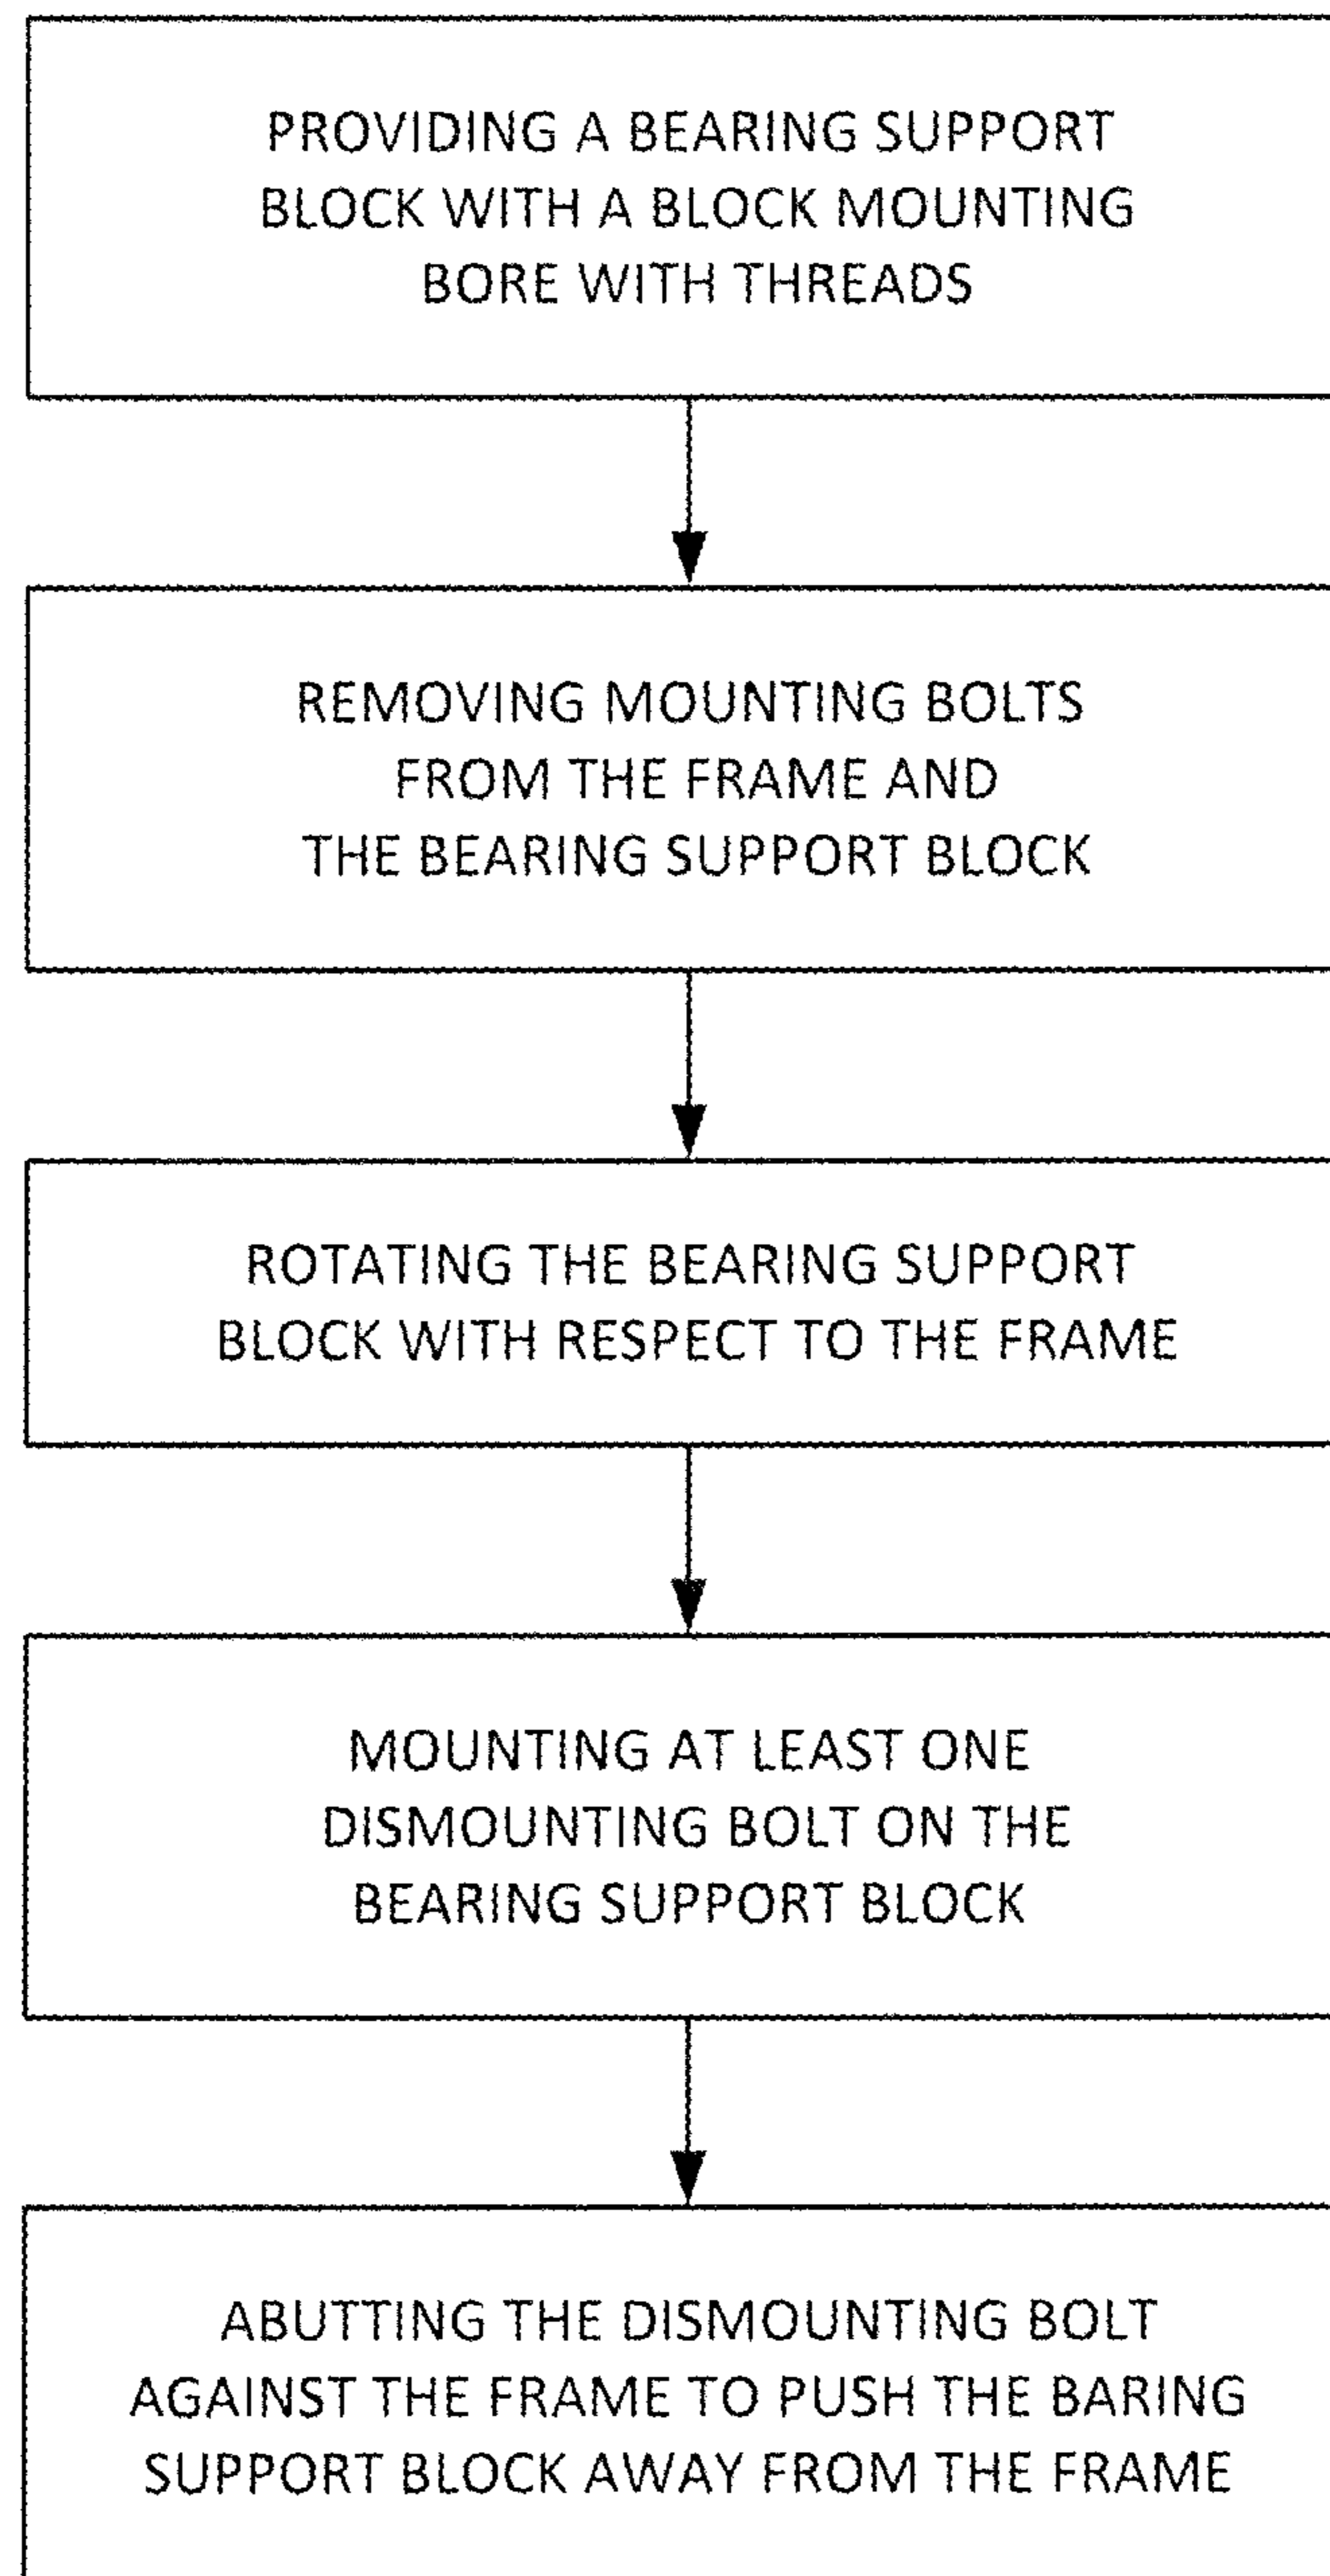 PROVIDING A BEARING SUPPORT
BLOCK WITH A BLOCK MOUNTING
BORE WITH THREADS
REMOVING MOUNTING BOLTS
FROM THE FRAME AND
THE BEARING SUPPORT BLOCK
ROTATING THE BEARING SUPPORT
BLOCK WITH RESPECT TO THE FRAME
MOUNTING AT LEAST ONE
DISMOUNTING BOLT ON THE
BEARING SUPPORT BLOCK
ABUTTING THE DISMOUNTING BOLT
AGAINST THE FRAME TO PUSH THE BARING
SUPPORT BLOCK AWAY FROM THE FRAME